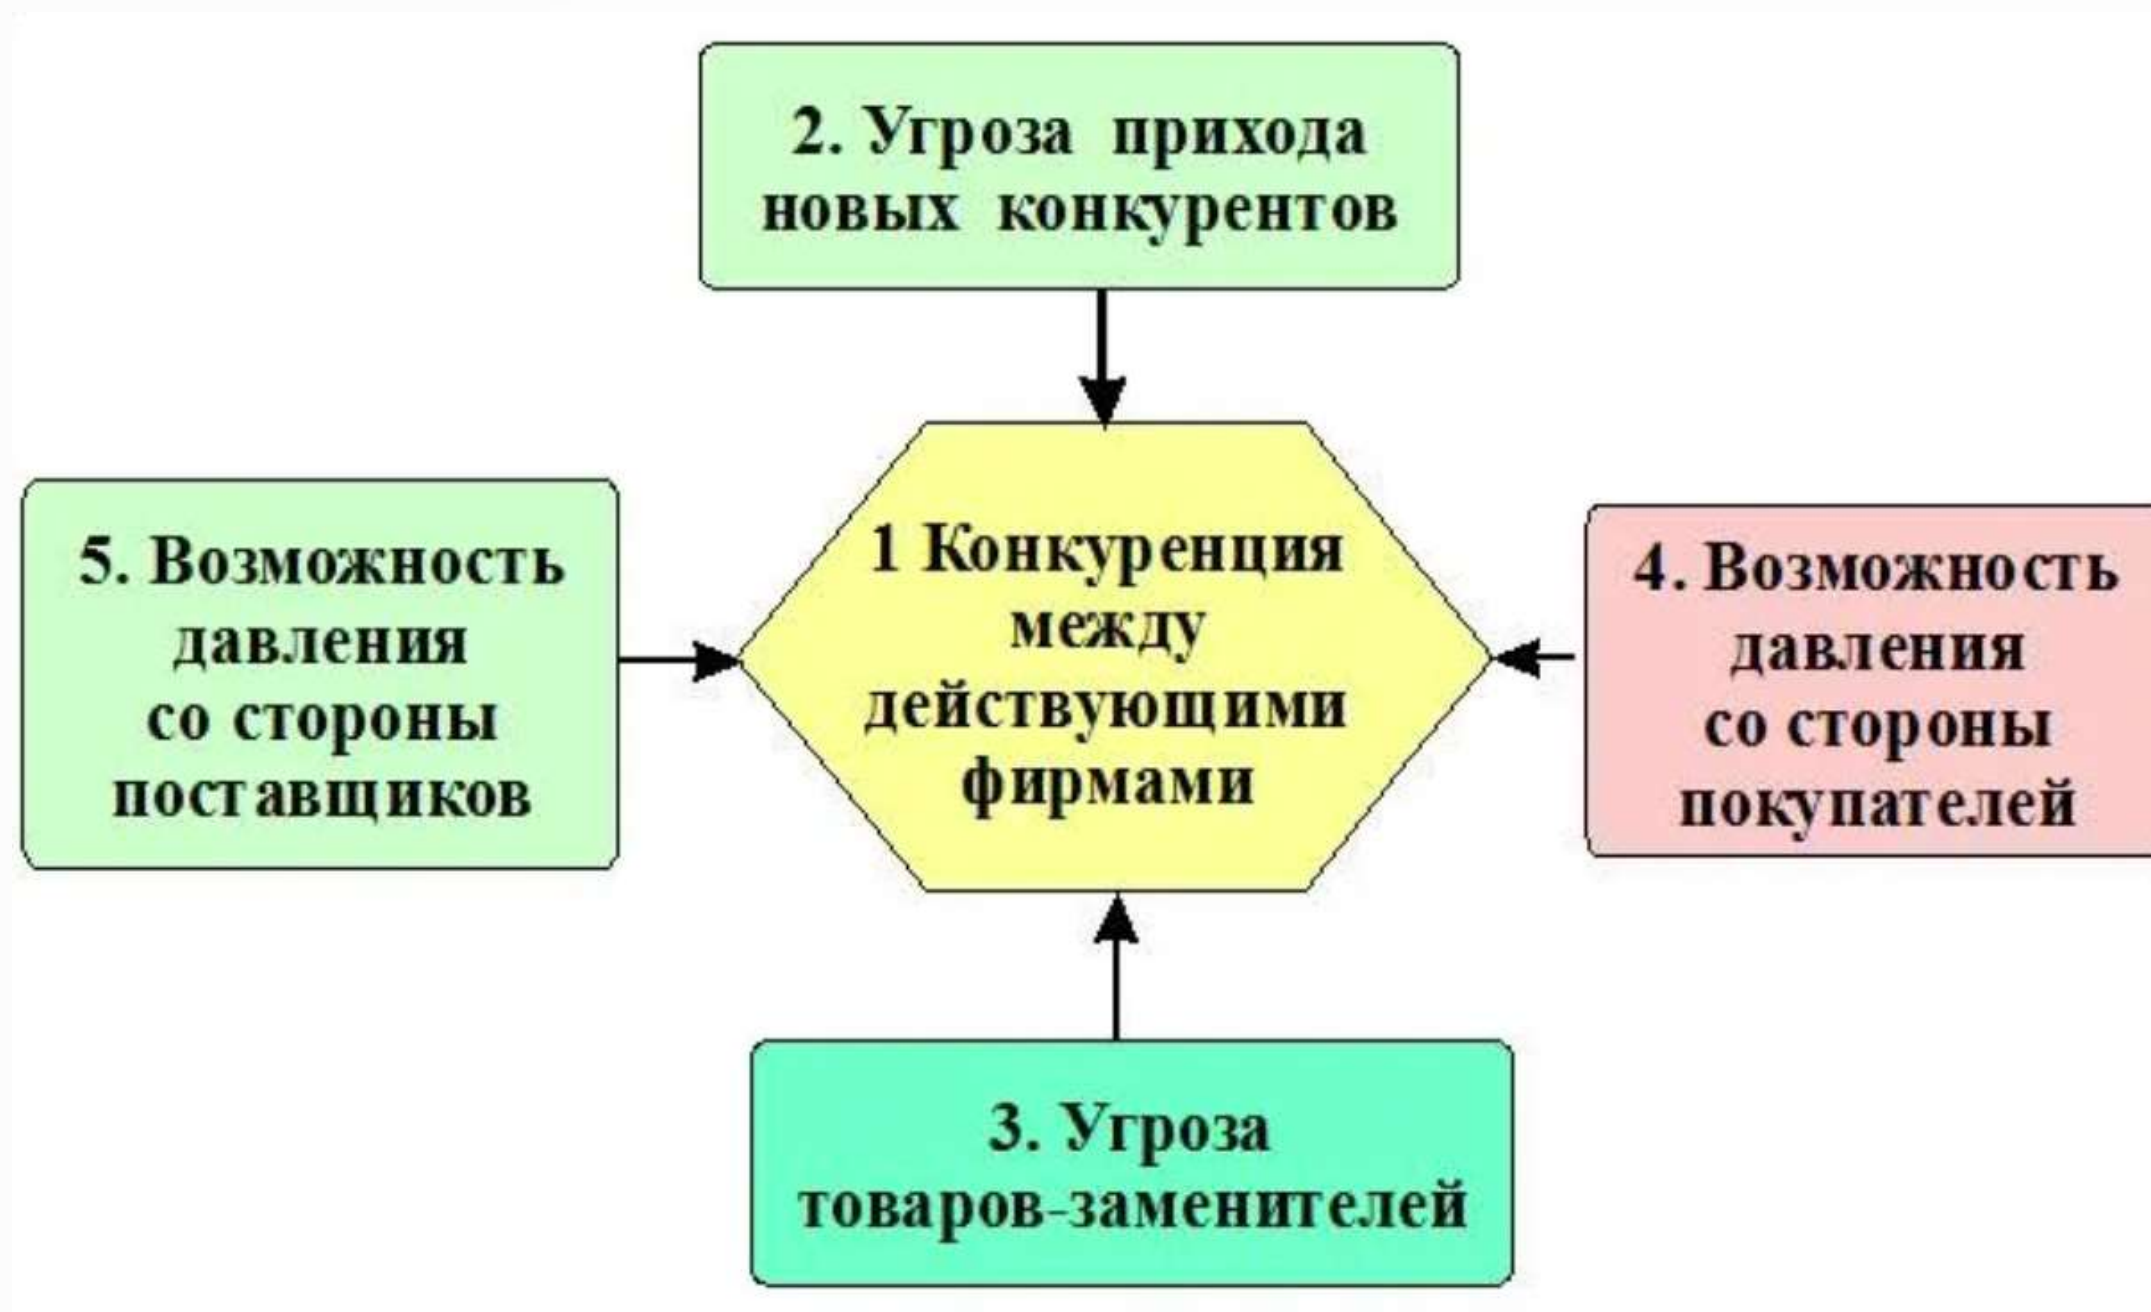 2. Угроза прихода
новых конкурентов
5. Возможность
давления
со стороны
поставщиков
1 Конкуренция
между
действующими
фирмами
4. Возможность
давления
со стороны
покупателей
3. Угроза
товаров-заменителей